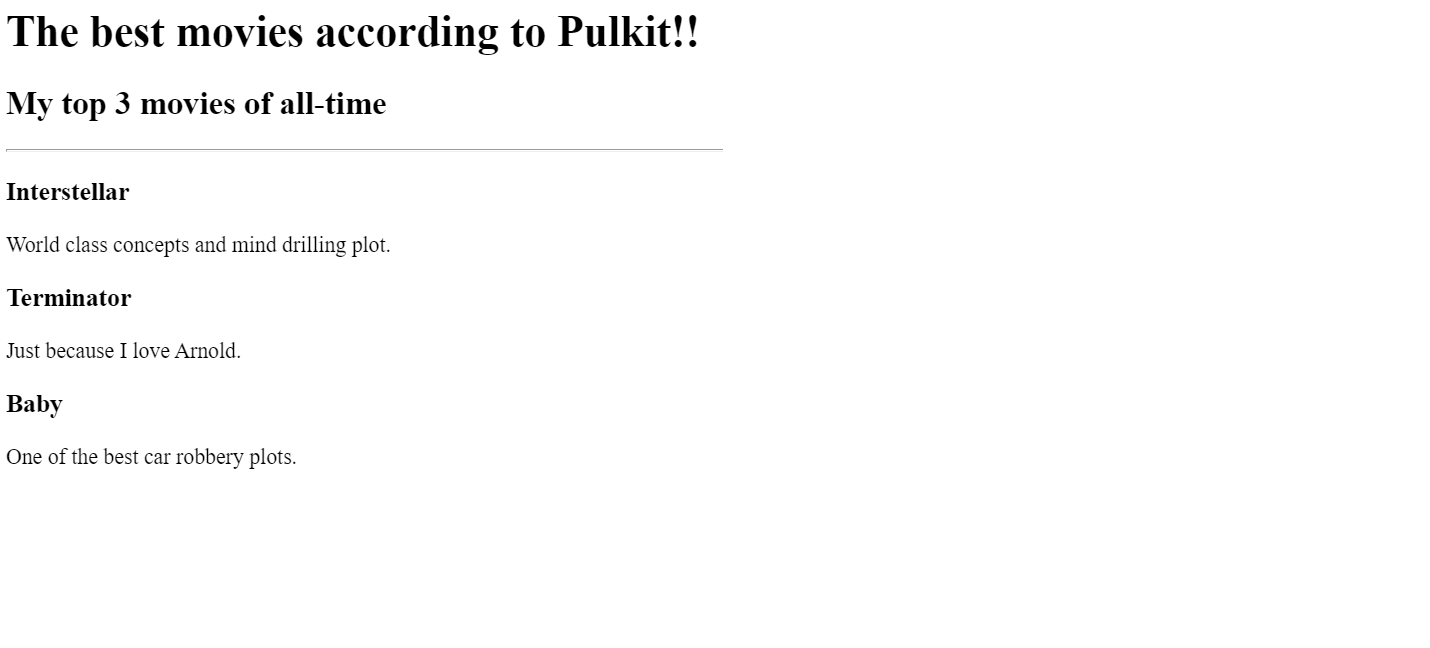 The best movies according to Pulkit!!
My top 3 movies of all-time
Interstellar
World class concepts and mind drilling plot.
Terminator
Just because I love Arnold.
Baby
One of the best car robbery plots.